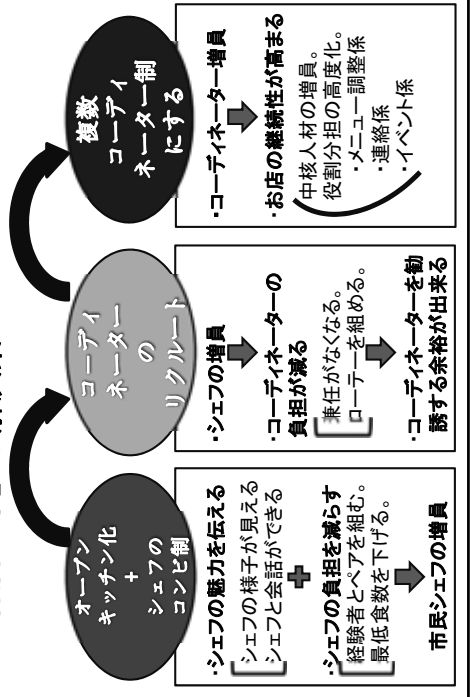 オープン
キッチン化
+
シェフの
コンビ制
・シェフの魅力を伝える
シェフの様子が見える
シェフと会話ができる
・シェフの負担を減らす
経験者とペアを組む。
最低食数を下げる。
市民シェフの増員
コーディ
ネーター
の
リクルート
・シェフの増員
・コーディネーターの
負担が減る
兼任がなくなる。
ローテーを組める。
・コーディネーターを勧
誘する余裕が出来る
複数
コーディ
ネーター制
にする
・コーディネーター増員
・お店の継続性が高まる
中核人材の増員。
役割分担の高度化。
・メニュー調整係
・連絡係
・イベント係